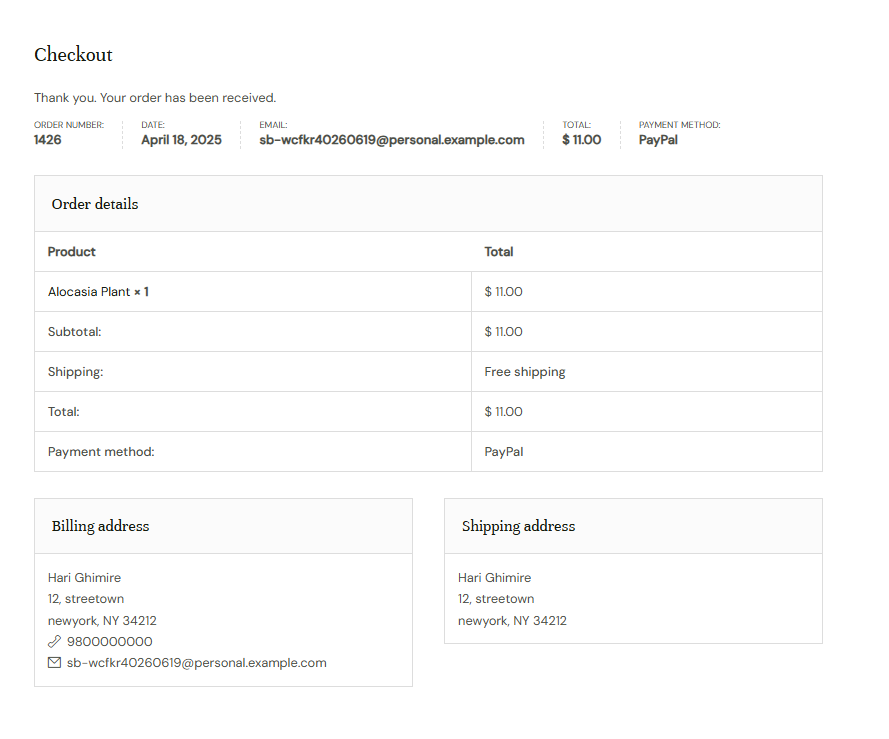 Checkout
Thank you. Your order has been received.
ORDER NUMBER: DATE: EMAIL: TOTAL: PAYMENT METHOD:
1426 April 18, 2025 sb-wcfkr40260619@personal.example.com $ 11.00 PayPal
Order details
Product Total
Alocasia Plant × 1 $ 11.00
Subtotal: $ 11.00
Shipping: Free shipping
Total: $ 11.00
Payment method: PayPal
Billing address
Hari Ghimire
12, streetown
newyork, NY 34212
9800000000
sb-wcfkr40260619@personal.example.com
Shipping address
Hari Ghimire
12, streetown
newyork, NY 34212